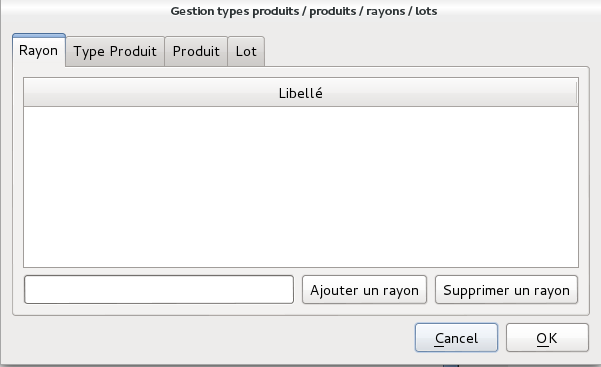 Gestion types produits / produits / rayons / lots
Rayon Type Produit Produit Lot
Libellé
Ajouter un rayon Supprimer un rayon
Cancel OK